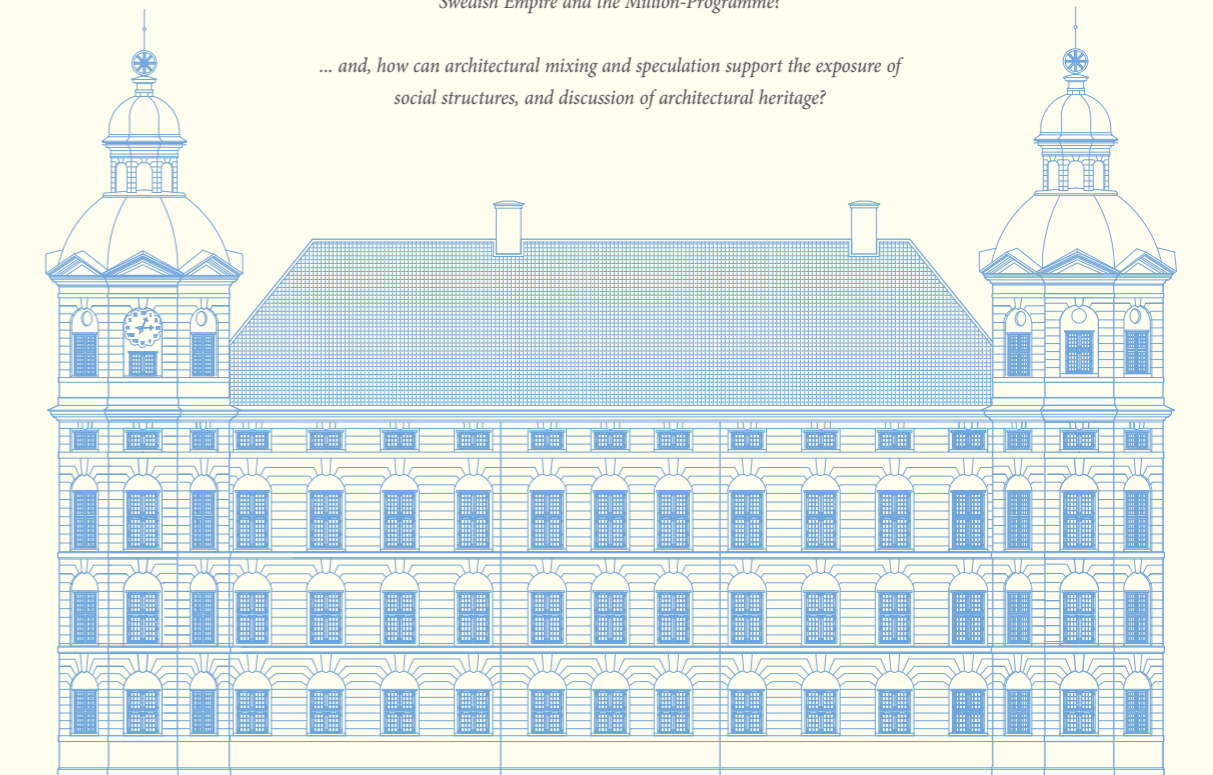 Swedish Empire and the Million-Programme?
... and, how can architectural mixing and speculation support the exposure of
social structures, and discussion of architectural heritage?